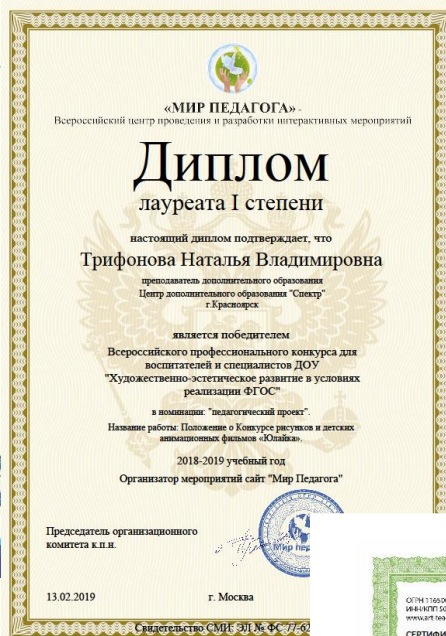 «МИР ПЕДАГОГА» -
Всероссийский центр проведения и разработки интерактивных мероприятий
Диплом
лауреата I степени
настоящий диплом подтверждает, что
Трифонова Наталья Владимировна
преподаватель дополнительного образования
Центр дополнительного образования "Спектр"
г.Красноярск
является победителем
Всероссийского профессионального конкурса для
воспитателей и специалистов ДОУ
"Художественно-эстетическое развитие в условиях
реализации ФГОС"
в номинации: "педагогический проект".
Название работы: Положение о Конкурсе рисунков и детских
анимационных фильмов «Юлайка».
2018-2019 учебный год
Организатор мероприятий сайт "Мир Педагога"
Председатель организационного
комитета к.п.н.
Мир
13.02.2019
г. Москва
Свидетельство СМИ: ЭЛ № ФС 77-62
ОГРН
ИНН/КПП